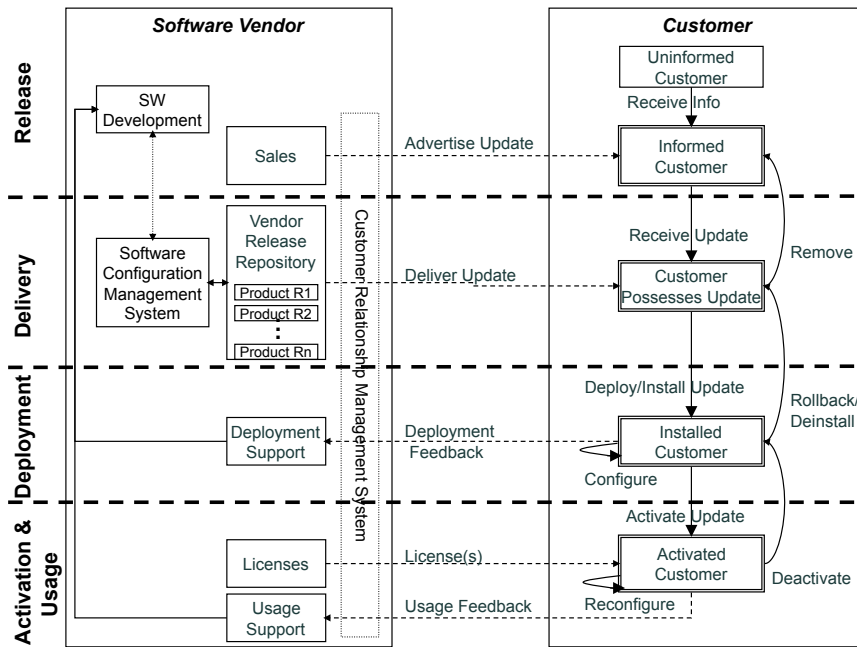 Software Vendor
Customer
Release
Uninformed
Customer
SW
Development
Receive Info
Sales
Advertise Update
Informed
Customer
Customer Relationship Management System
Delivery
Vendor
Release
Repository
Receive Update
Remove
Software
Configuration
Management
System
Deliver Update
Customer
Possesses Update
Product R1
Product R2
:
Product Rn
Deployment
Deploy/Install Update
Rollback/
Deinstall
Deployment
Support
Deployment
Feedback
Installed
Customer
Configure
Activation &
Usage
Activate Update
Licenses
License(s)
Activated
Customer
Deactivate
Reconfigure
Usage
Support
Usage Feedback